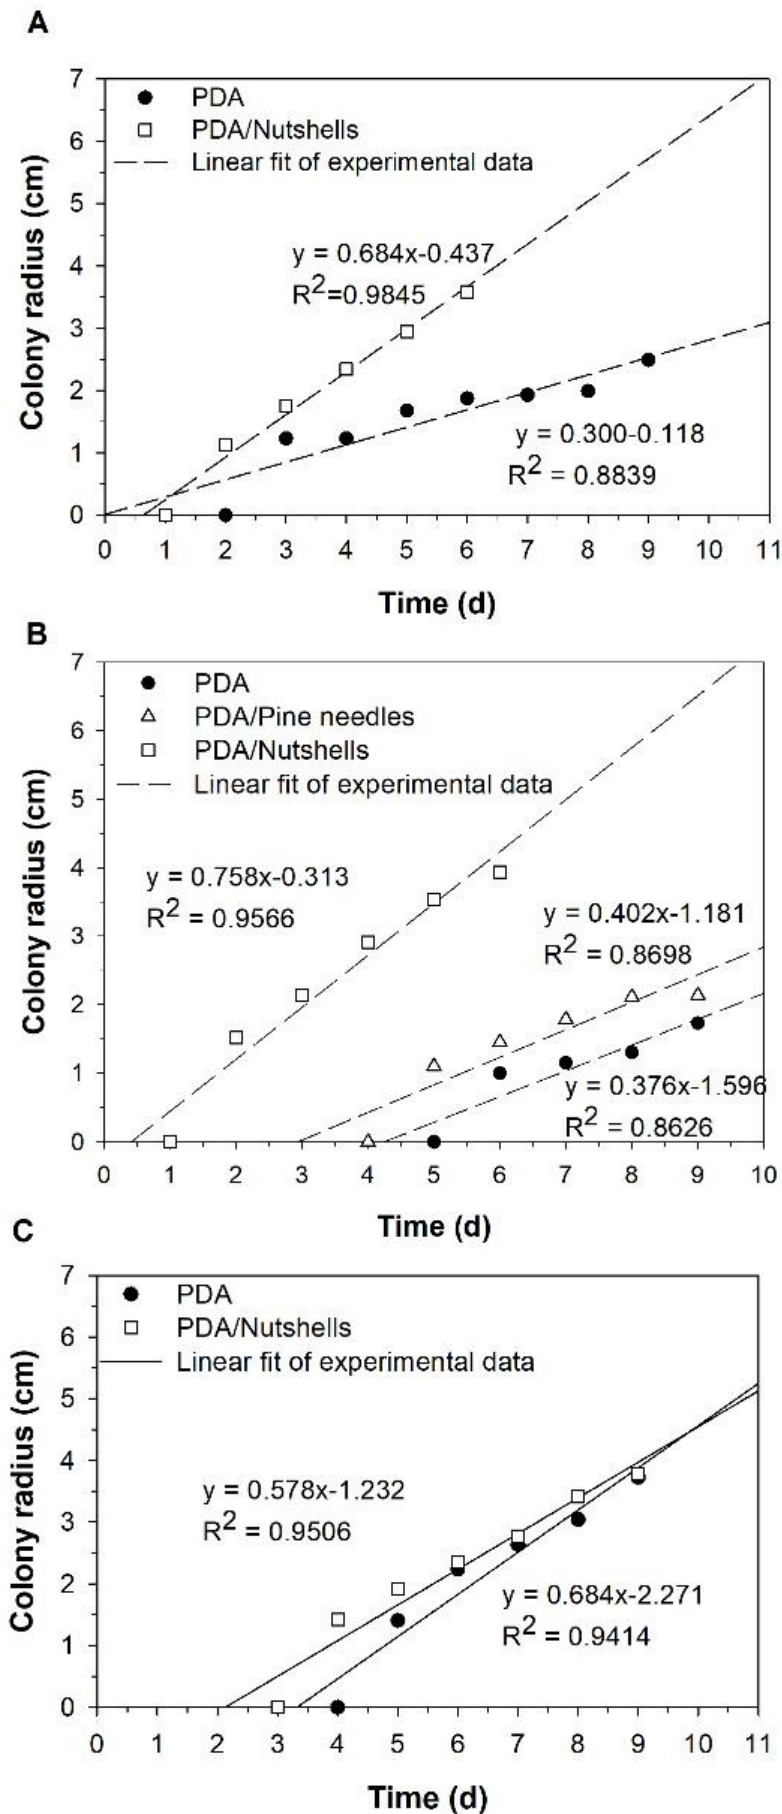 A
7
PDA
PDA/Nutshells
6
Linear fit of experimental data
5
y = 0.684x-0.437
4
R2=0.9845
3
2
y = 0.300-0.118
1
R2 = 0.8839
0
Colony radius (cm)
0 1 2 3 4 5 6 7 8 9 10 11
Time (d)
B
7
PDA
6
PDA/Pine needles
PDA/Nutshells
Linear fit of experimental data
5
4
y = 0.758x-0.313
R2 = 0.9566
y = 0.402x-1.181
3
R2 = 0.8698
2
1
y = 0.376x-1.596
R2 = 0.8626
0
Colony radius (cm)
0 1 2 3 4 5 6 7 8 9 10
Time (d)
C
7
PDA
PDA/Nutshells
6
Linear fit of experimental data
5
4
y = 0.578x-1.232
3
R2 = 0.9506
2
y = 0.684x-2.271
R2 = 0.9414
1
0
Colony radius (cm)
0 1 2 3 4 5 6 7 8 9 10 11
Time (d)